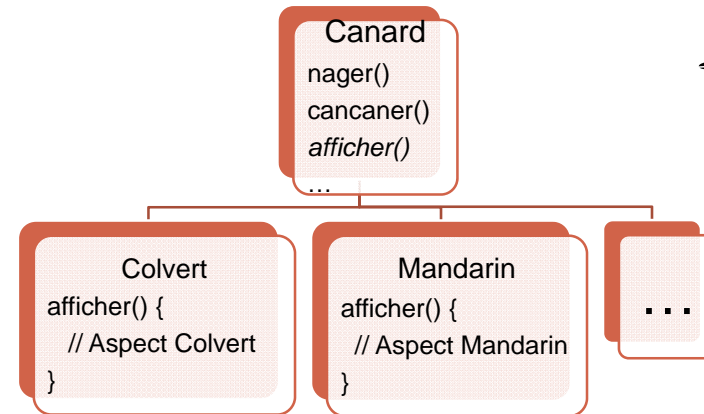 Canard
nager()
cancaner()
afficher()
...
Colvert
afficher() {
// Aspect Colvert
}
Mandarin
afficher() {
// Aspect Mandarin
}
...